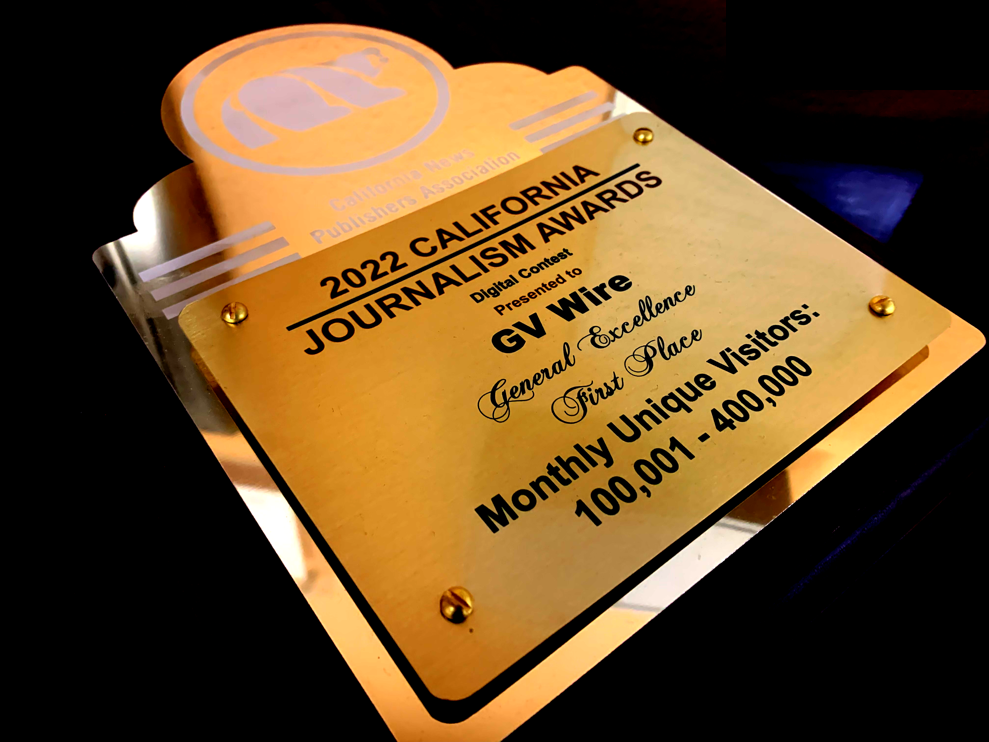 California News
Publishers Association
2022 CALIFORNIA
JOURNALISM AWARDS
Digital Contest
Presented to
GV Wire
General Excellence
First Place
Monthly Unique Visitors:
100,001 - 400,000